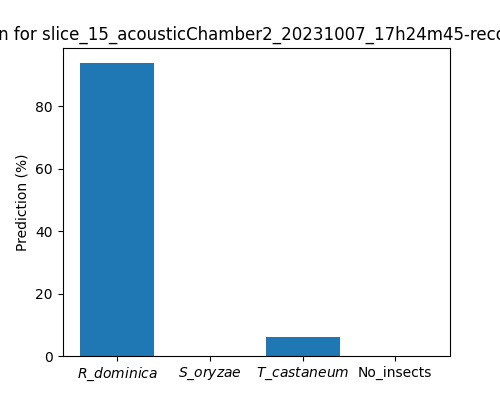 n for slice_15_acousticChamber2_20231007_17h24m45-reco
Prediction (%)
80
60
40
20
0
R_dominica S_oryzae T_castaneum No_insects